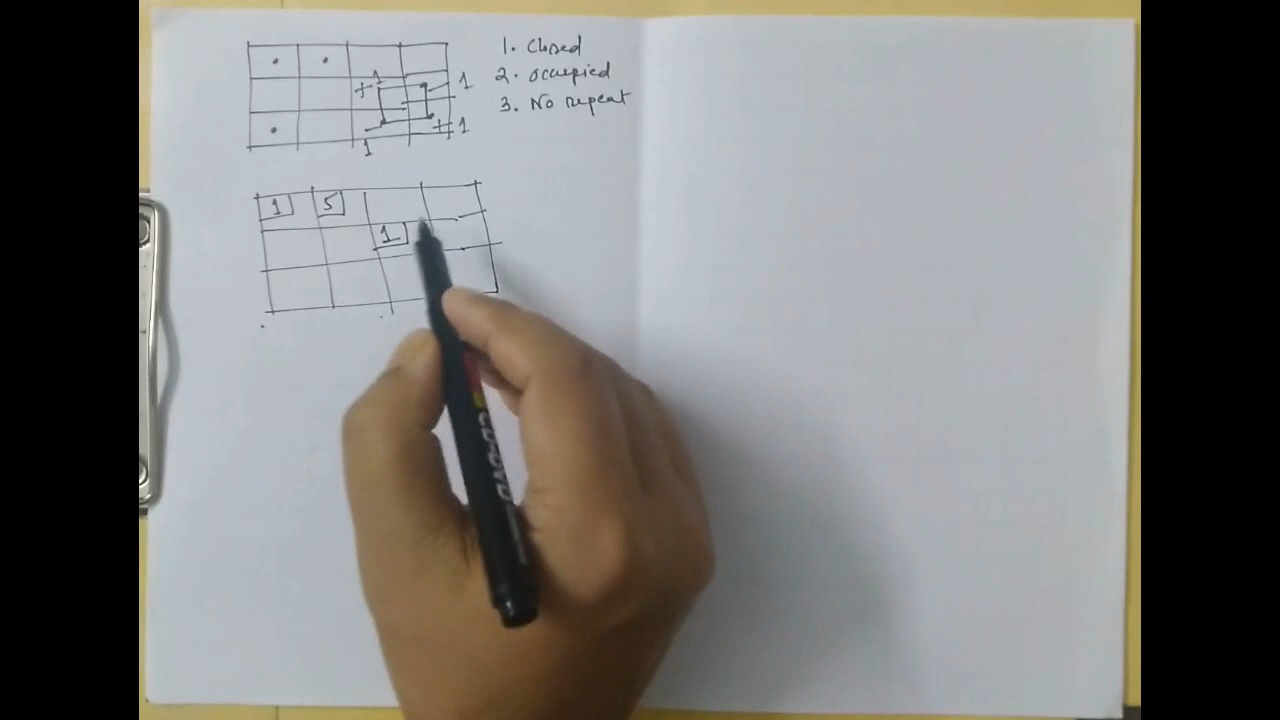 1. Closed
2. Occupied
3. No repeat
+ 1 1
1 + 1
1 5
1